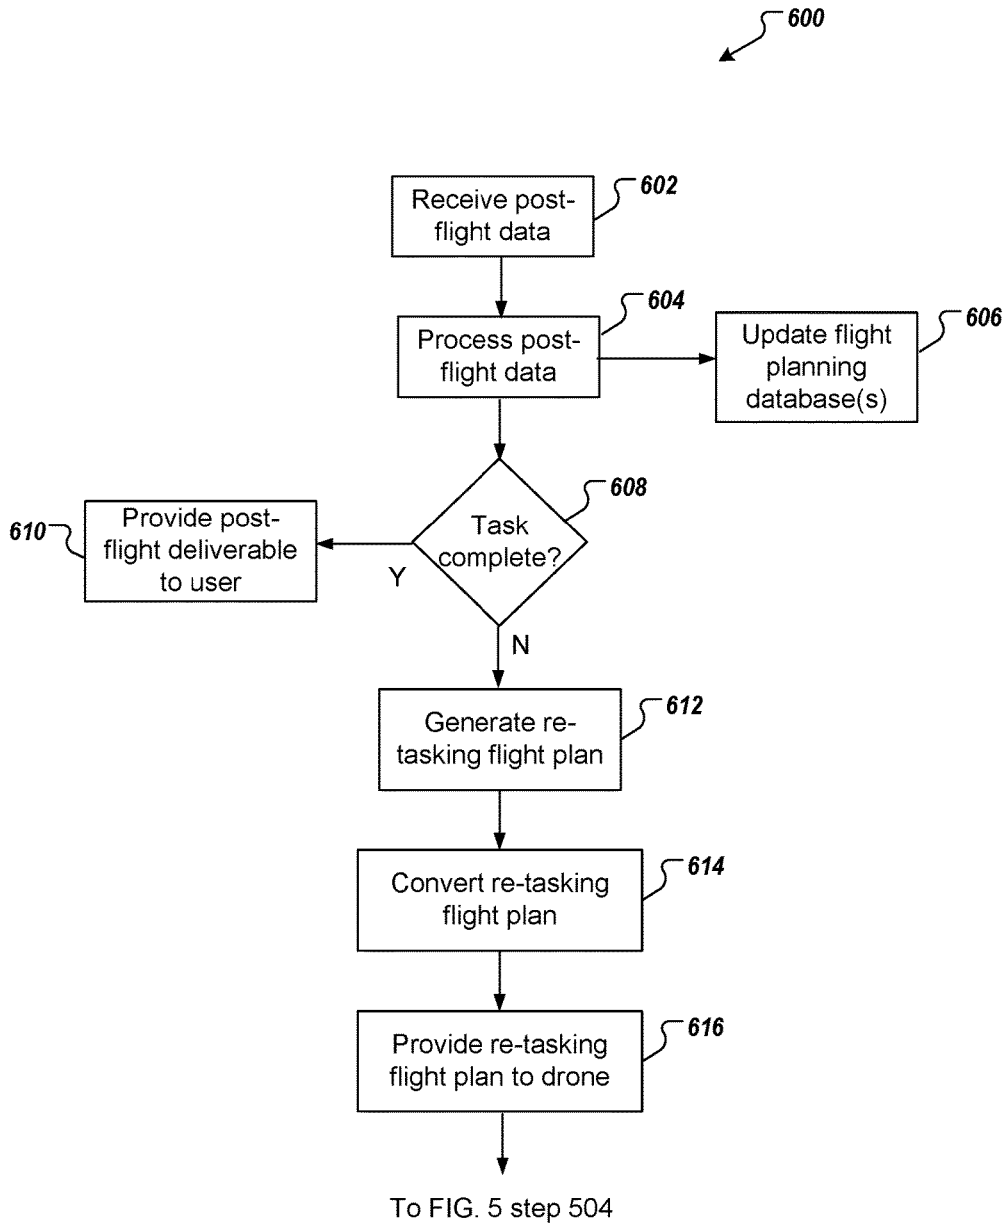 600
Receive post-
flight data
602
Process post-
flight data
604
Update flight
planning
database(s)
606
Task
complete?
608
Y
N
Provide post-
flight deliverable
to user
610
Generate re-
tasking flight plan
612
Convert re-tasking
flight plan
614
Provide re-tasking
flight plan to drone
616
To FIG. 5 step 504